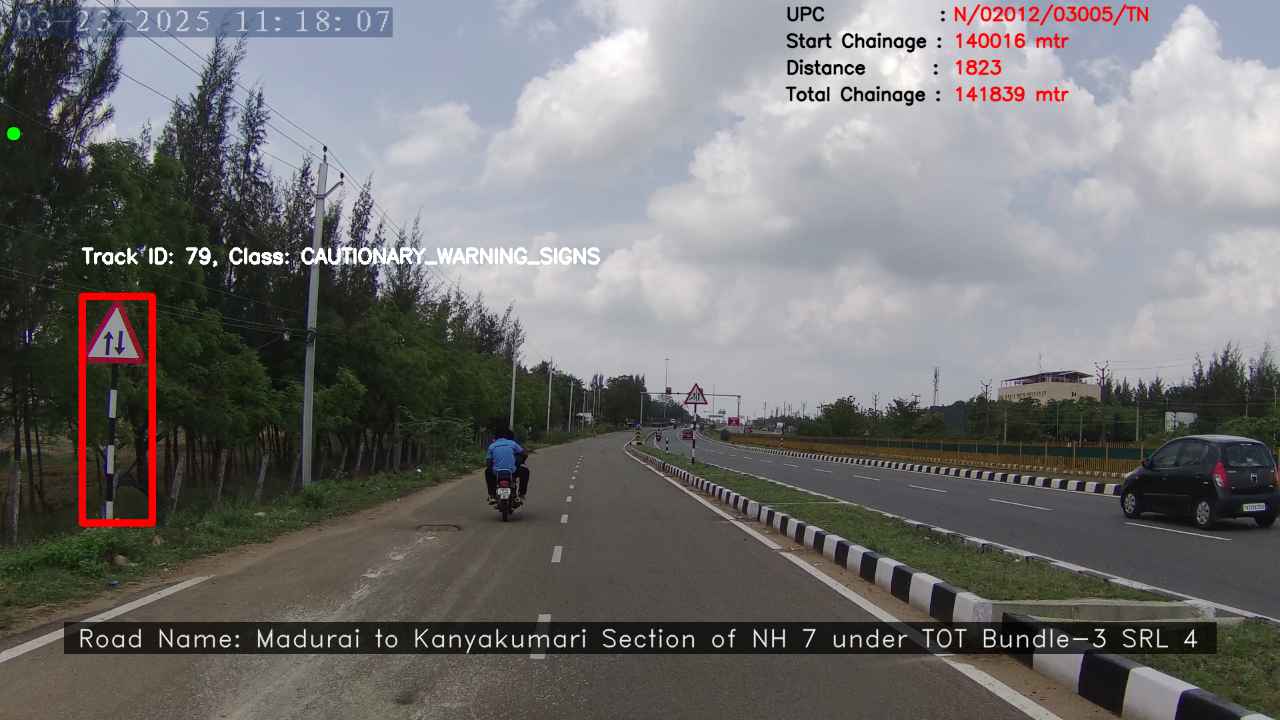 03-23-2025 11:18:07
UPC : N/02012/03005/TN
Start Chainage : 140016 mtr
Distance : 1823
Total Chainage : 141839 mtr
Track ID: 79, Class: CAUTIONARY_WARNING_SIGNS
Road Name: Madurai to Kanyakumari Section of NH 7 under TOT Bundle-3 SRL 4